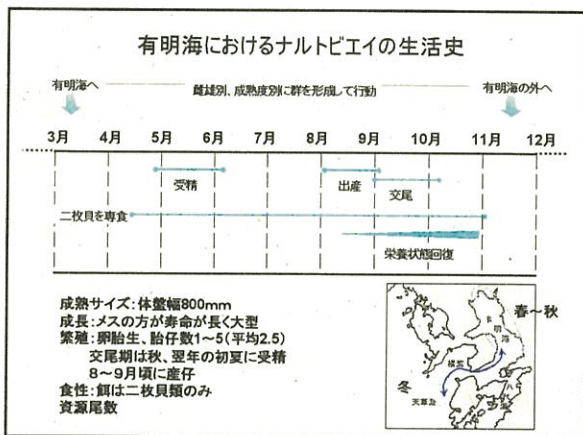 有明海におけるナルトビエイの生活史
有明海へ
雌雄別、成熟度別に群を形成して行動
有明海の外へ
3月 4月 5月 6月 7月 8月 9月 10月 11月 12月
受精
出産
交尾
二枚貝を専食
栄養状態回復
成熟サイズ:体盤幅800mm
成長:メスの方が寿命が長く大型
繁殖:卵胎生、胎仔数1〜5(平均2.5)
交尾期は秋、翌年の初夏に受精
8〜9月頃に産仔
食性:餌は二枚貝類のみ
資源尾数
春〜秋
明
海
冬
天草灘